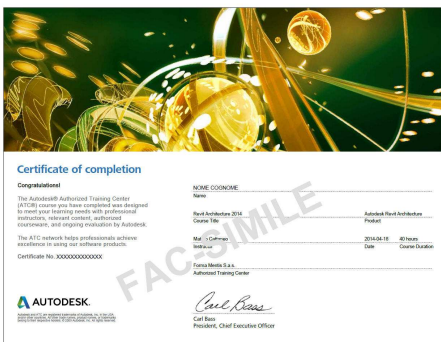 Certificate of completion
Congratulations!
The Autodesk® Authorized Training Center
(ATC®) course you have completed was designed
to meet your learning needs with professional
instructors, relevant content, authorized
courseware, and ongoing evaluation by Autodesk.
The ATC network helps professionals achieve
excellence in using our software products.
Certificate No. XXXXXXXXXXXXXX
NOME COGNOME
Name
Revit Architecture 2014 Autodesk Revit Architecture
Course Title Product
2014-04-18 40 hours
Instructor Date Course Duration
Forma Mentis S.a.s.
Authorized Training Center
FAC-SIMILE
AUTODESK.
Carl Bass
Carl Bass
President, Chief Executive Officer